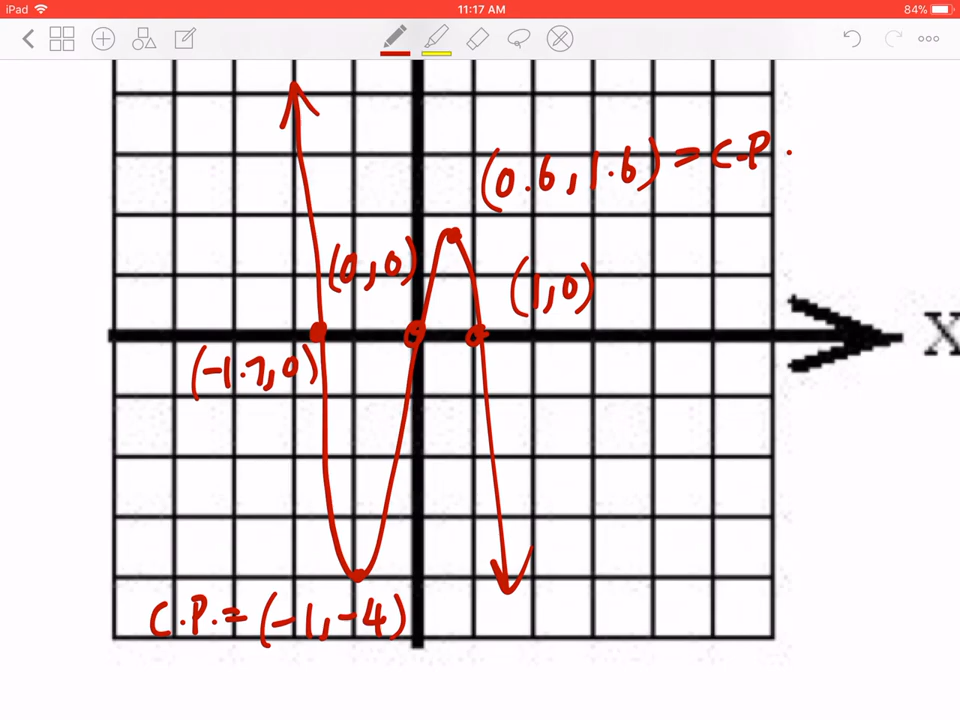 iPad
11:17 AM
84%
(0.6, 1.6) = C.P.
(0,0)
(1,0)
X
(-1.7,0)
C.P. = (-1, -4)